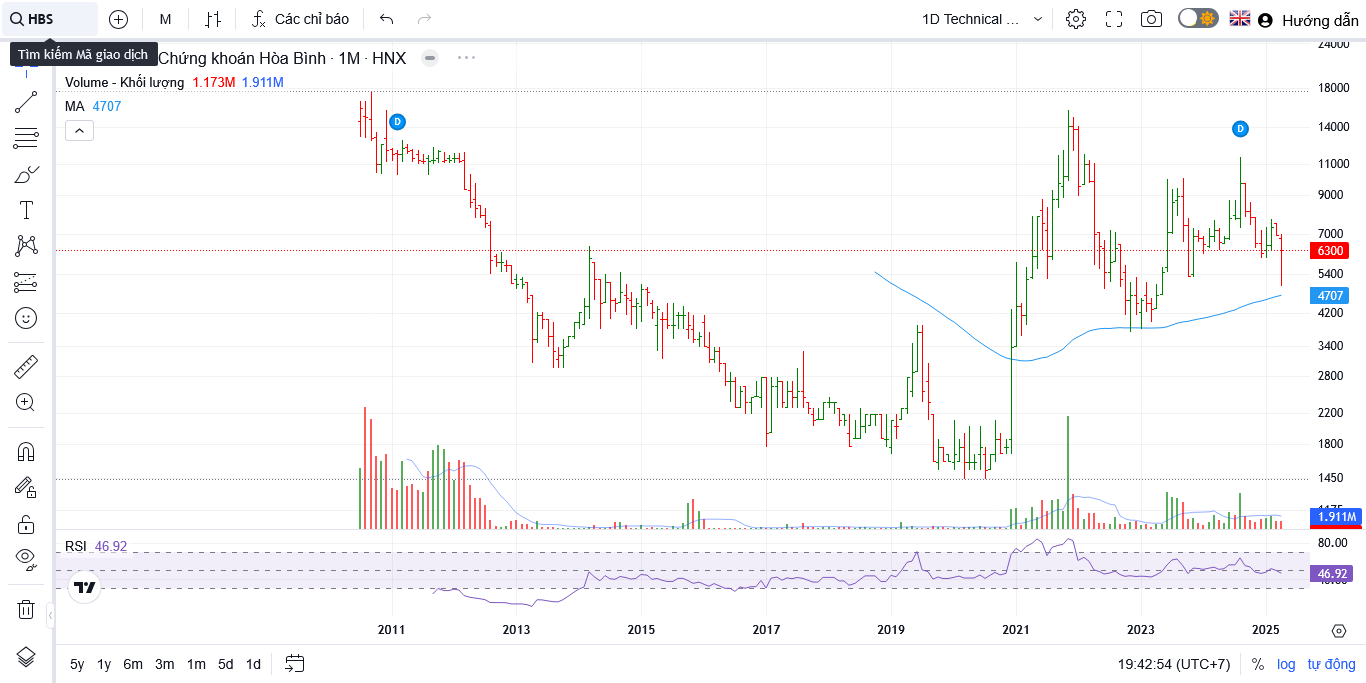 HBS M Các chỉ báo 1D Technical ... Hướng dẫn
Tìm kiếm Mã giao dịch
Chứng khoán Hòa Bình · 1M · HNX
Volume - Khối lượng 1.173M 1.911M
MA 4707
D
D
24000
18000
14000
11000
9000
7000
6300
5400
4707
4200
3400
2800
2200
1800
1450
1.911M
RSI 46.92
80.00
46.92
2011 2013 2015 2017 2019 2021 2023 2025
5y 1y 6m 3m 1m 5d 1d 19:42:54 (UTC+7) % log tự động